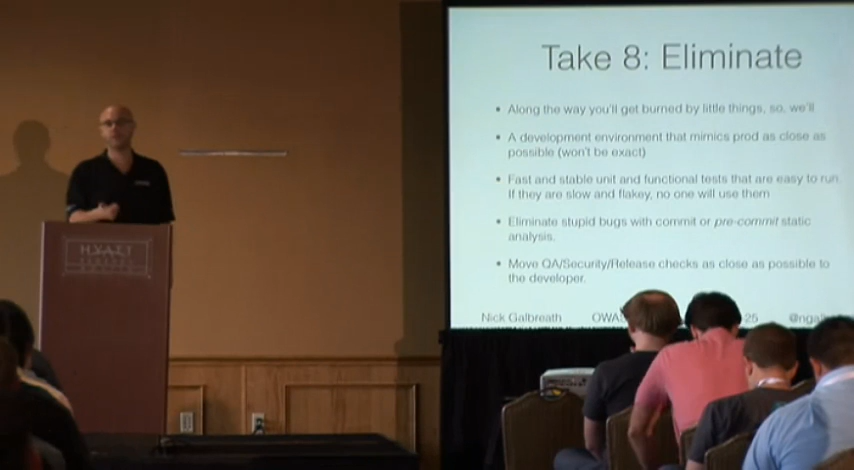 HYATT
Take 8: Eliminate
• Along the way you'll get burned by little things, so, we'll
• A development environment that mimics prod as close as
possible (won't be exact)
• Fast and stable unit and functional tests that are easy to run.
If they are slow and flakey, no one will use them
• Eliminate stupid bugs with commit or pre-commit static
analysis.
• Move QA/Security/Release checks as close as possible to
the developer.
Nick Galbreath OWAS 25 @ngal